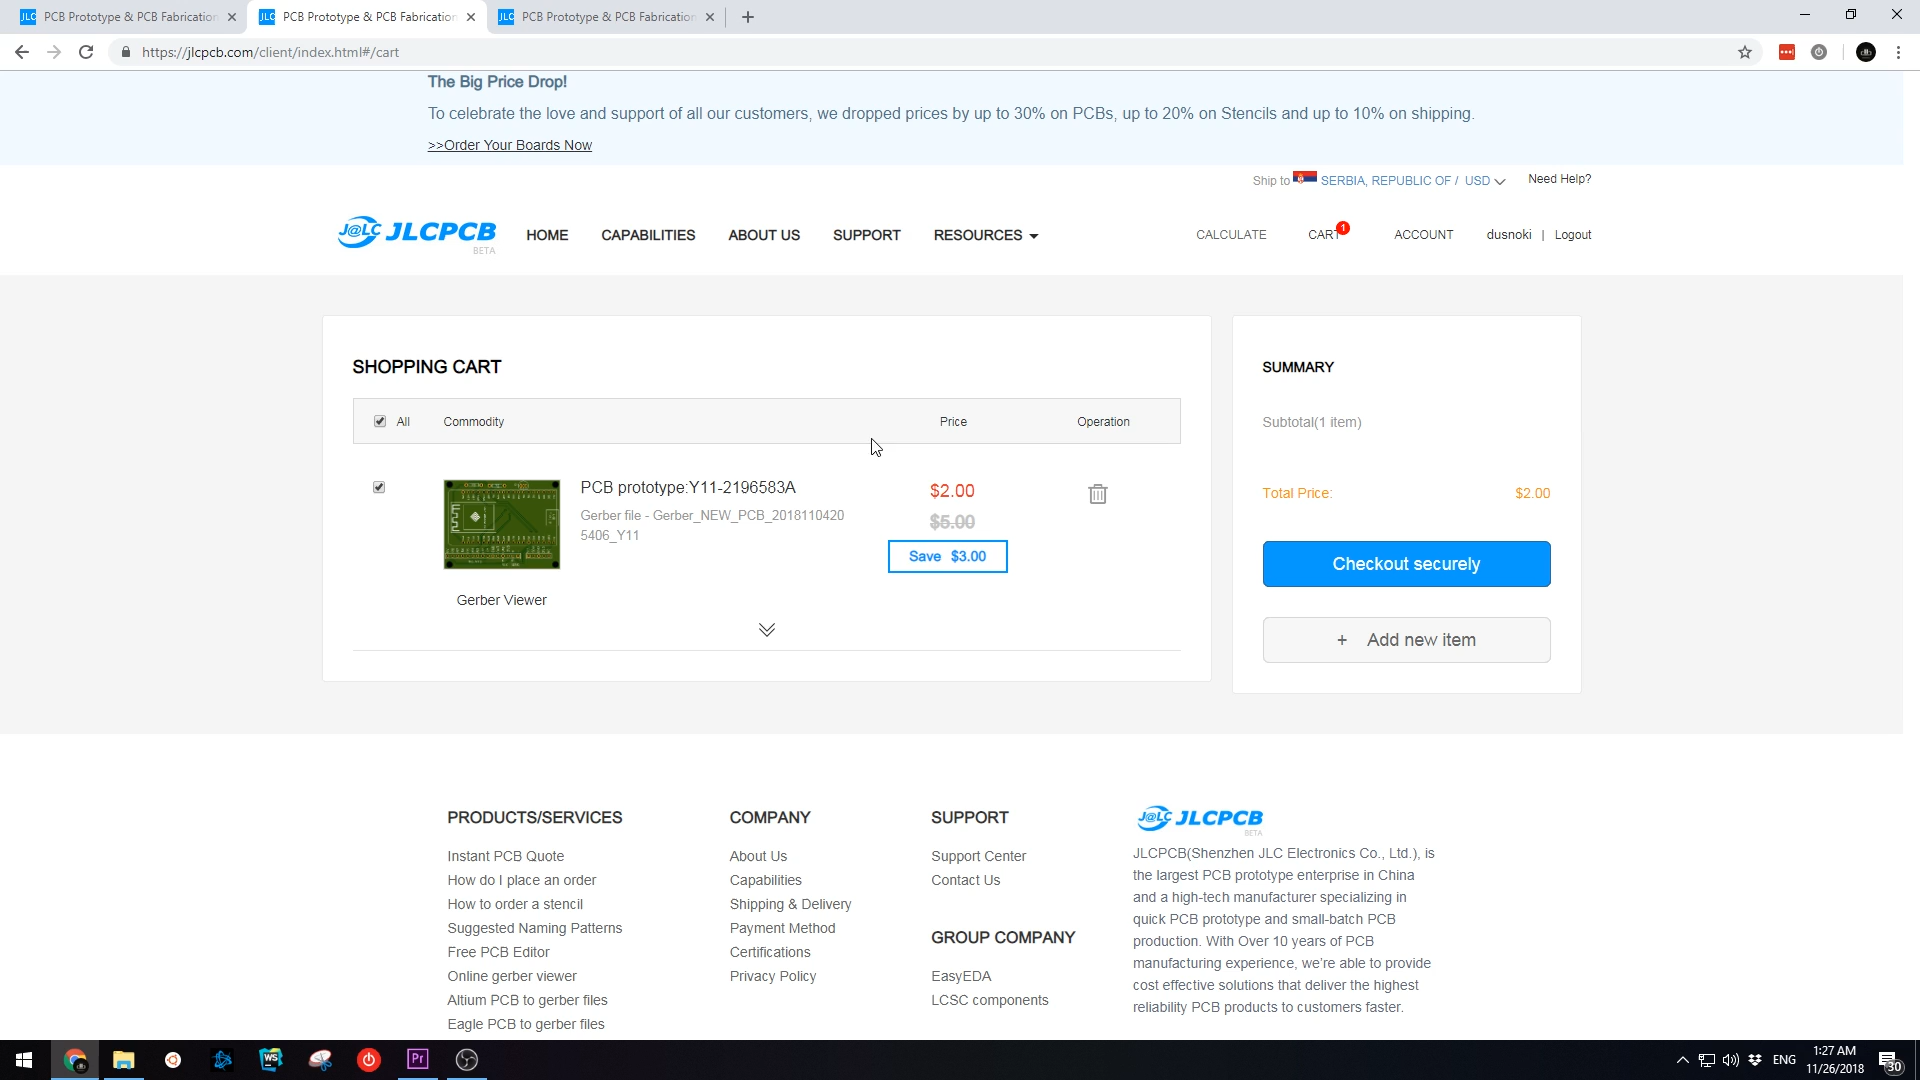 PCB Prototype & PCB Fabrication
PCB Prototype & PCB Fabrication
PCB Prototype & PCB Fabrication
https://jlcpcb.com/client/index.html#/cart
The Big Price Drop!
To celebrate the love and support of all our customers, we dropped prices by up to 30% on PCBs, up to 20% on Stencils and up to 10% on shipping.
>>Order Your Boards Now
Ship to SERBIA, REPUBLIC OF / USD Need Help?
J@LC JLCPCB
BETA
HOME CAPABILITIES ABOUT US SUPPORT RESOURCES
CALCULATE CART 1 ACCOUNT dusnoki | Logout
SHOPPING CART
All Commodity Price Operation
PCB prototype:Y11-2196583A
Gerber file - Gerber_NEW_PCB_2018110420
5406_Y11
$2.00
$5.00
Save $3.00
Gerber Viewer
SUMMARY
Subtotal(1 item)
Total Price: $2.00
Checkout securely
+ Add new item
PRODUCTS/SERVICES
Instant PCB Quote
How do I place an order
How to order a stencil
Suggested Naming Patterns
Free PCB Editor
Online gerber viewer
Altium PCB to gerber files
Eagle PCB to gerber files
COMPANY
About Us
Capabilities
Shipping & Delivery
Payment Method
Certifications
Privacy Policy
SUPPORT
Support Center
Contact Us
GROUP COMPANY
EasyEDA
LCSC components
J@LC JLCPCB
BETA
JLCPCB(Shenzhen JLC Electronics Co., Ltd.), is
the largest PCB prototype enterprise in China
and a high-tech manufacturer specializing in
quick PCB prototype and small-batch PCB
production. With Over 10 years of PCB
manufacturing experience, we're able to provide
cost effective solutions that deliver the highest
reliability PCB products to customers faster.
WS
Pr
ENG
1:27 AM
11/26/2018
30